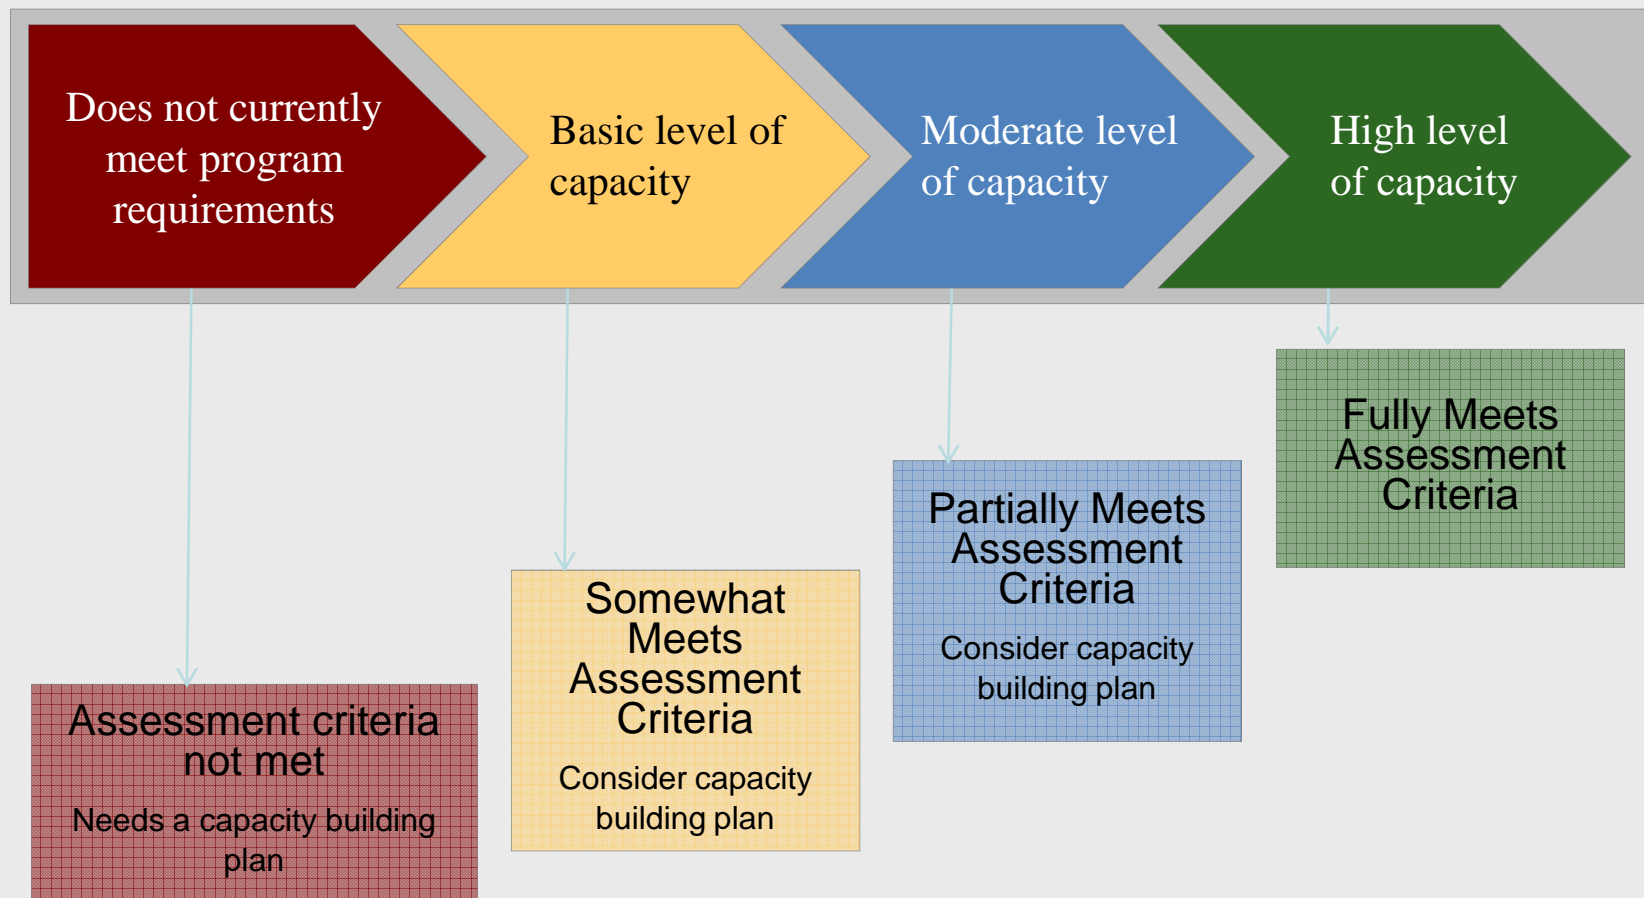 Does not currently
meet program
requirements
Basic level of
capacity
Moderate level
of capacity
High level
of capacity
Assessment criteria
not met
Needs a capacity building
plan
Somewhat
Meets
Assessment
Criteria
Consider capacity
building plan
Partially Meets
Assessment
Criteria
Consider capacity
building plan
Fully Meets
Assessment
Criteria